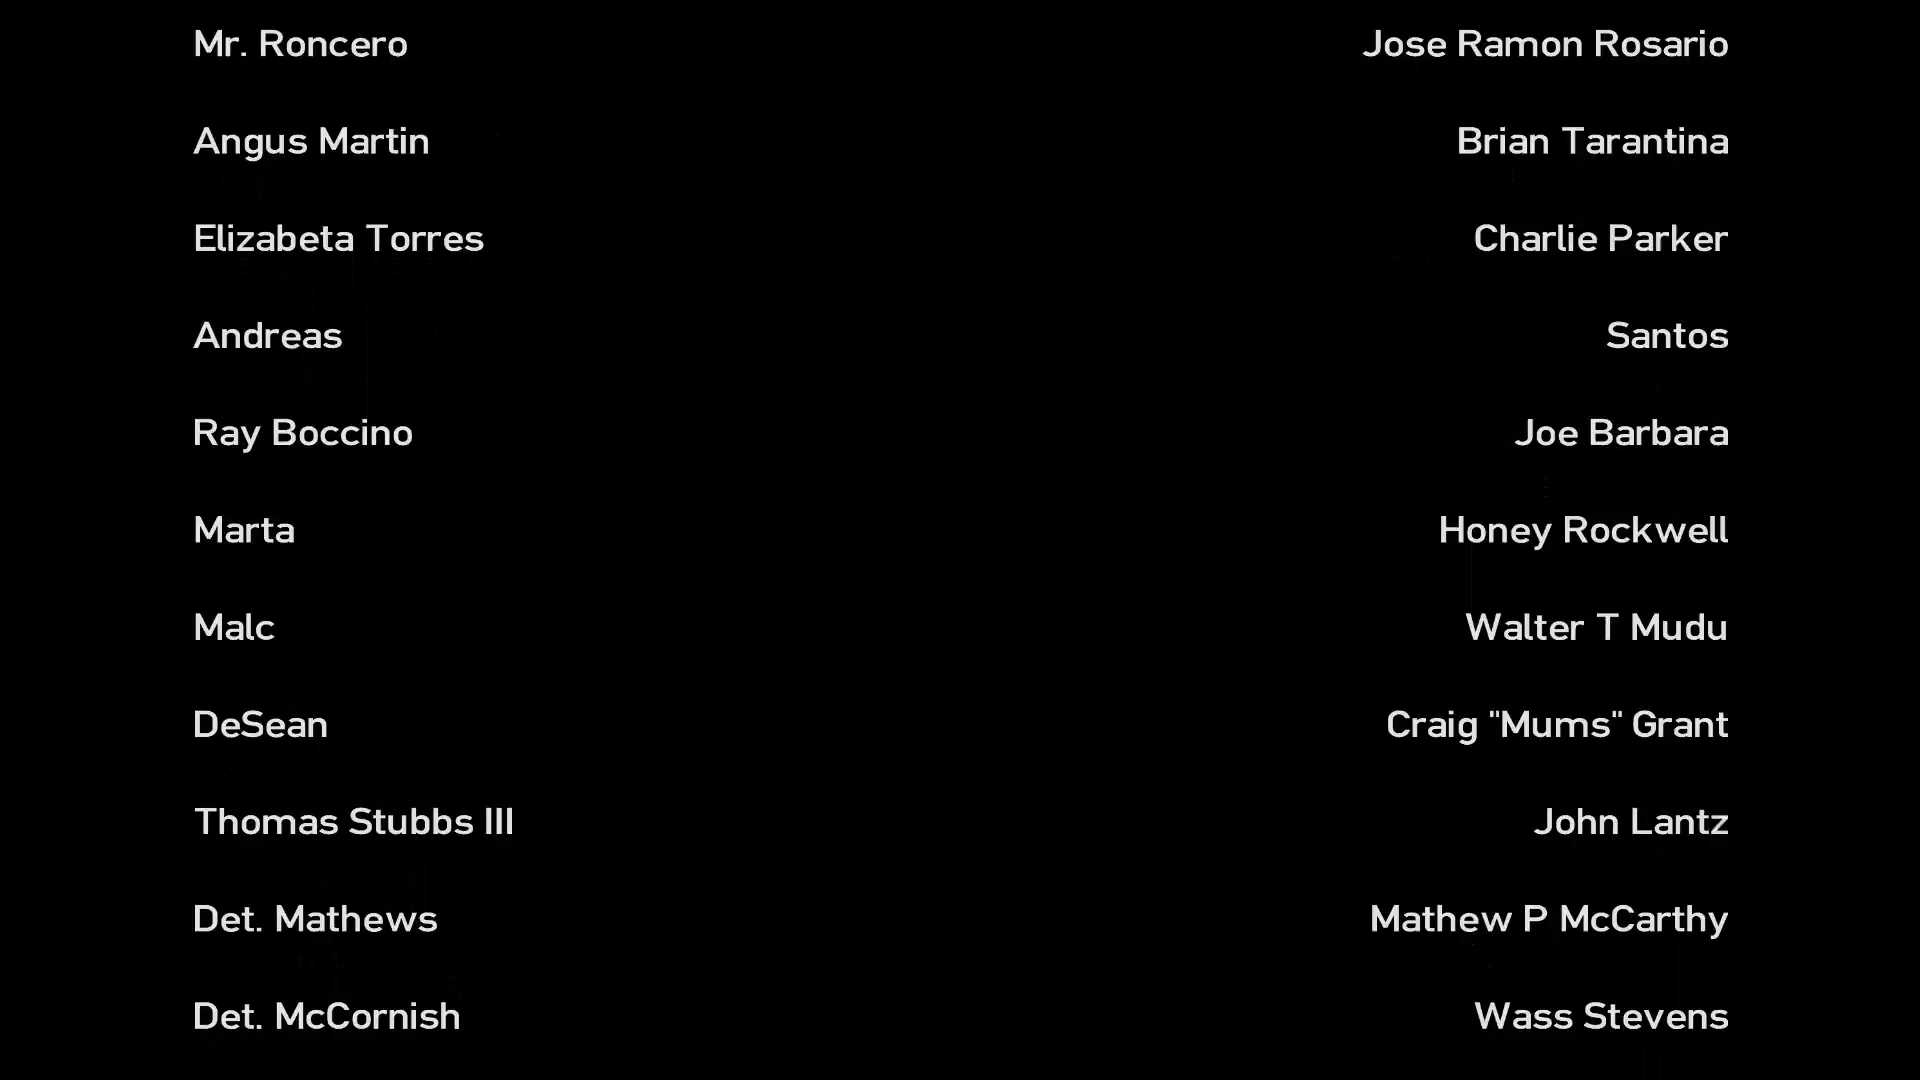 Mr. Roncero Jose Ramon Rosario
Angus Martin Brian Tarantina
Elizabeta Torres Charlie Parker
Andreas Santos
Ray Boccino Joe Barbara
Marta Honey Rockwell
Malc Walter T Mudu
DeSean Craig "Mums" Grant
Thomas Stubbs III John Lantz
Det. Mathews Mathew P McCarthy
Det. McCornish Wass Stevens